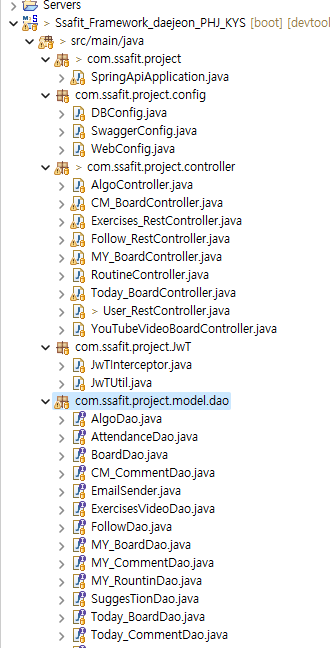 Servers
> Ssafit_Framework_daejeon_PHJ_KYS [boot] [devtool
> src/main/java
> com.ssafit.project
SpringApiApplication.java
com.ssafit.project.config
DBConfig.java
SwaggerConfig.java
WebConfig.java
> com.ssafit.project.controller
AlgoController.java
CM_BoardController.java
Exercises_RestController.java
Follow_RestController.java
MY_BoardController.java
RoutineController.java
Today_BoardController.java
> User_RestController.java
YouTubeVideoBoardController.java
com.ssafit.project.JwT
JwTInterceptor.java
JwTUtil.java
com.ssafit.project.model.dao
AlgoDao.java
AttendanceDao.java
BoardDao.java
CM_CommentDao.java
EmailSender.java
ExercisesVideoDao.java
FollowDao.java
MY_BoardDao.java
MY_CommentDao.java
MY_RountinDao.java
SuggesTionDao.java
Today_BoardDao.java
Today_CommentDao.java